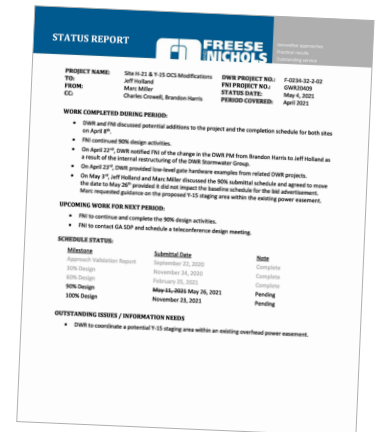 STATUS REPORT
FREESE
NICHOLS
Innovative approaches
Practical results
Outstanding service
PROJECT NAME: Site II-21 & Y-15 OCS Modifications DWR PROJECT NO.: F-0234-32-2-02
TO: Jeff Holland FNI PROJECT NO.: GWR20409
FROM: Marc Miller STATUS DATE: May 4, 2021
CC: Charles Crowell, Brandon Harris PERIOD COVERED: April 2021
WORK COMPLETED DURING PERIOD:
• DWR and FNI discussed potential additions to the project and the completion schedule for both sites
on April 8th.
• FNI continued 90% design activities.
• On April 22nd, DWR notified FNI of the change in the DWR PM from Brandon Harris to Jeff Holland as
a result of the internal restructuring of the DWR Stormwater Group.
• On April 23rd, DWR provided low-level gate hardware examples from related DWR projects.
• On May 3rd, Jeff Holland and Marc Miller discussed the 90% submittal schedule and agreed to move
the date to May 26th provided it did not impact the baseline schedule for the bid advertisement.
Marc requested guidance on the proposed Y-15 staging area within the existing power easement.
UPCOMING WORK FOR NEXT PERIOD:
• FNI to continue and complete the 90% design activities.
• FNI to contact GA SDP and schedule a teleconference design meeting.
SCHEDULE STATUS:
Milestone Submittal Date Note
Approach Validation Report September 22, 2020 Complete
30% Design November 24, 2020 Complete
60% Design February 25, 2021 Complete
90% Design May 11, 2021 May 26, 2021 Pending
100% Design November 23, 2021 Pending
OUTSTANDING ISSUES / INFORMATION NEEDS
• DWR to coordinate a potential Y-15 staging area within an existing overhead power easement.